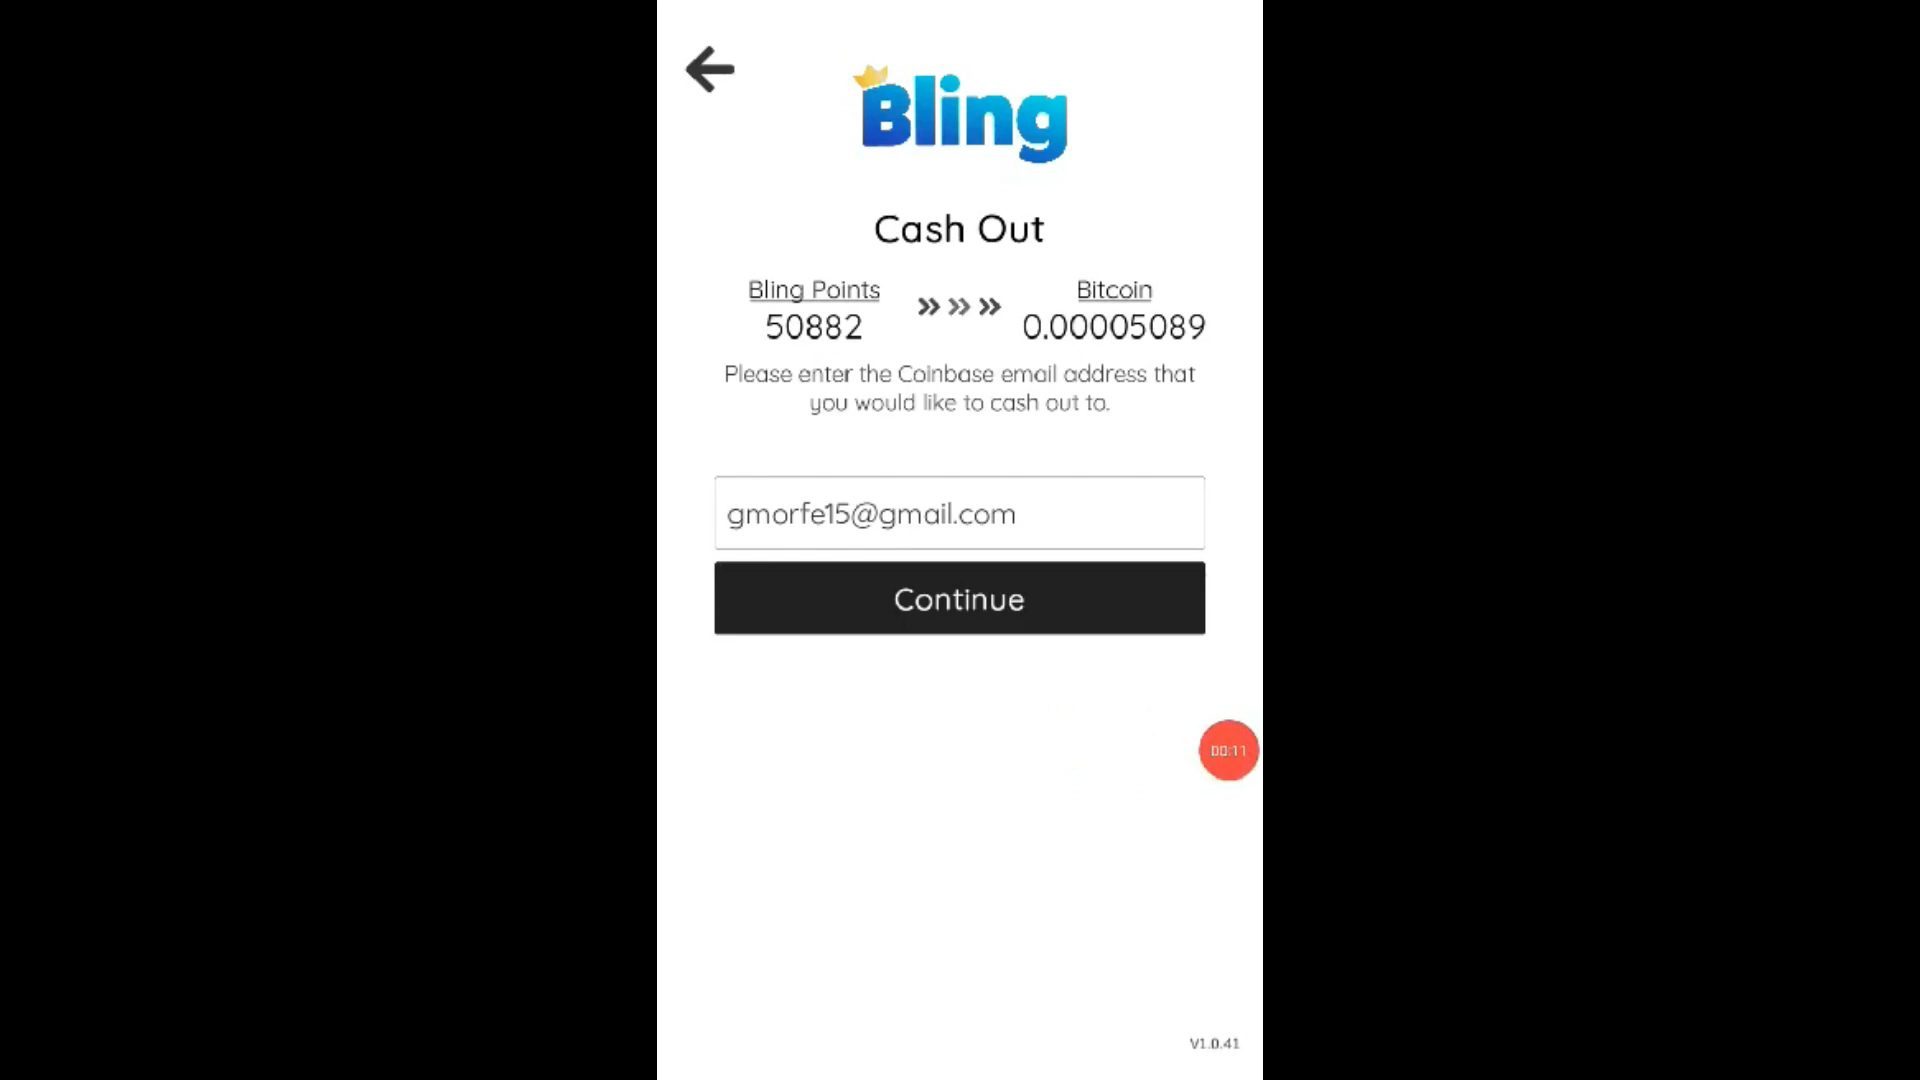 Bling
Cash Out
Bling Points
50882
Bitcoin
0.00005089
Please enter the Coinbase email address that
you would like to cash out to.
gmorfe15@gmail.com
Continue
00:11
V1.0.41